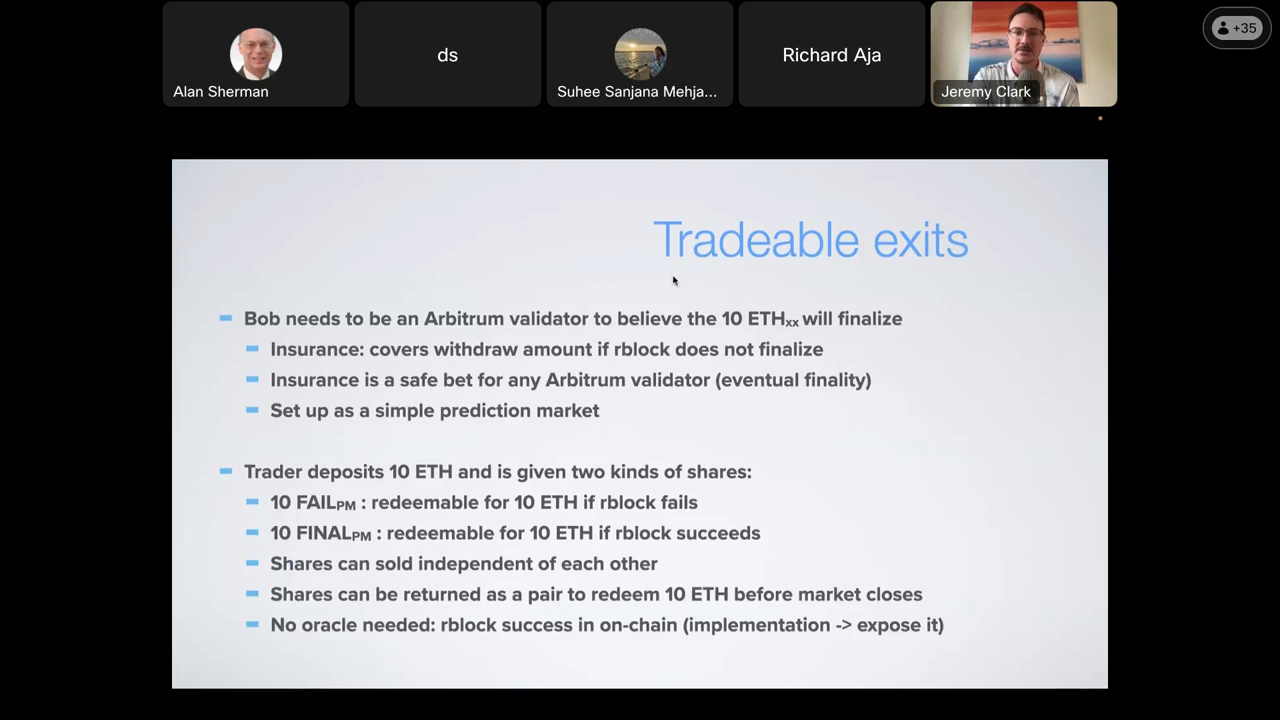 +35
Alan Sherman
ds
Suhee Sanjana Mehja...
Richard Aja
Jeremy Clark
Tradeable exits
Bob needs to be an Arbitrum validator to believe the 10 ETHxx will finalize
Insurance: covers withdraw amount if rblock does not finalize
Insurance is a safe bet for any Arbitrum validator (eventual finality)
Set up as a simple prediction market
Trader deposits 10 ETH and is given two kinds of shares:
10 FAILPM : redeemable for 10 ETH if rblock fails
10 FINALPM : redeemable for 10 ETH if rblock succeeds
Shares can sold independent of each other
Shares can be returned as a pair to redeem 10 ETH before market closes
No oracle needed: rblock success in on-chain (implementation -> expose it)